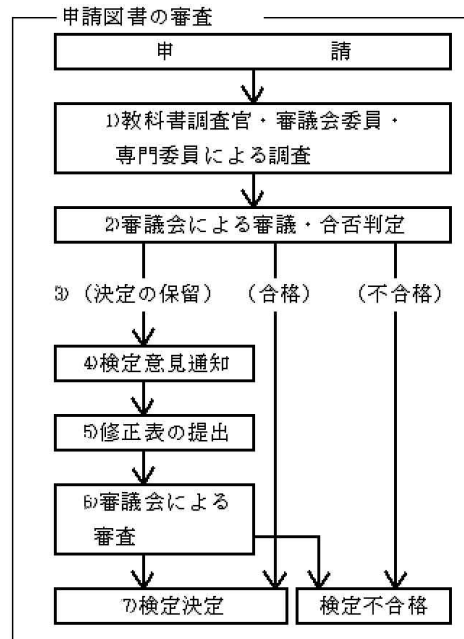 申請図書の審査
申　　　　請
1)教科書調査官・審議会委員・
専門委員による調査
2)審議会による審議・合否判定
3)（決定の保留）　（合格）　（不合格）
4)検定意見通知
5)修正表の提出
6)審議会による
審査
7)検定決定　検定不合格